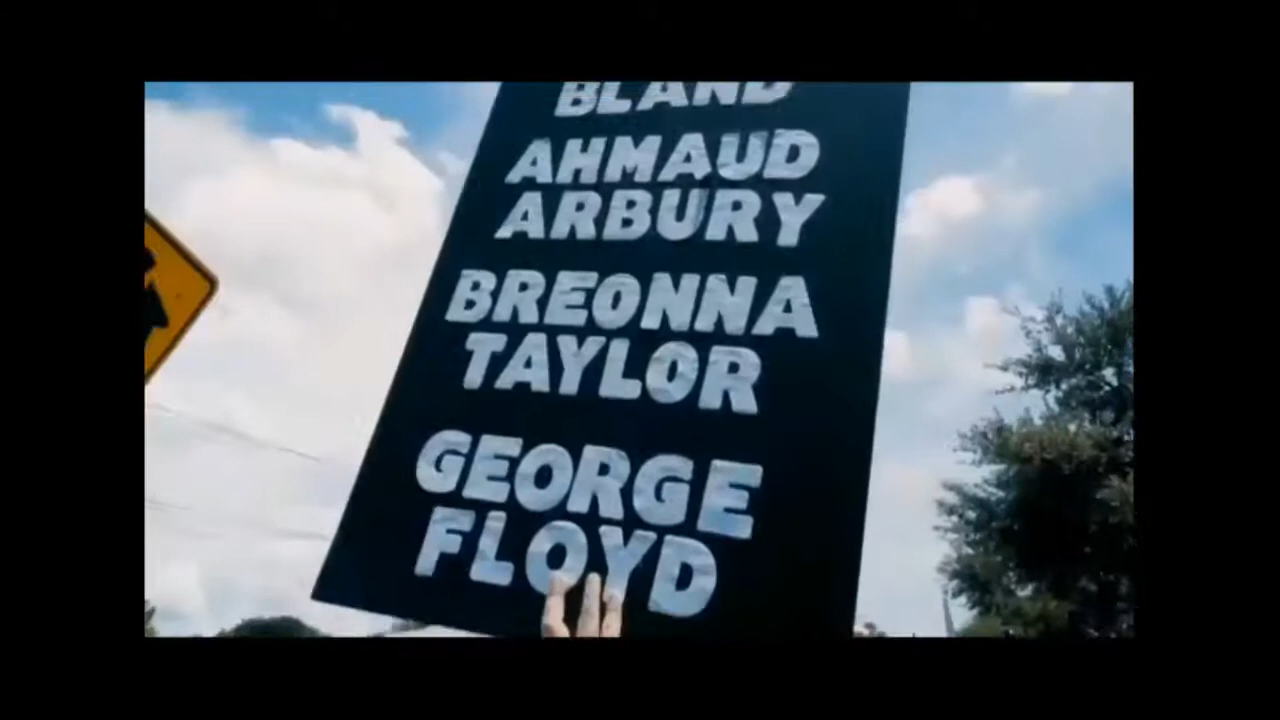 BLAND
AHMAUD
ARBURY
BREONNA
TAYLOR
GEORGE
FLOYD